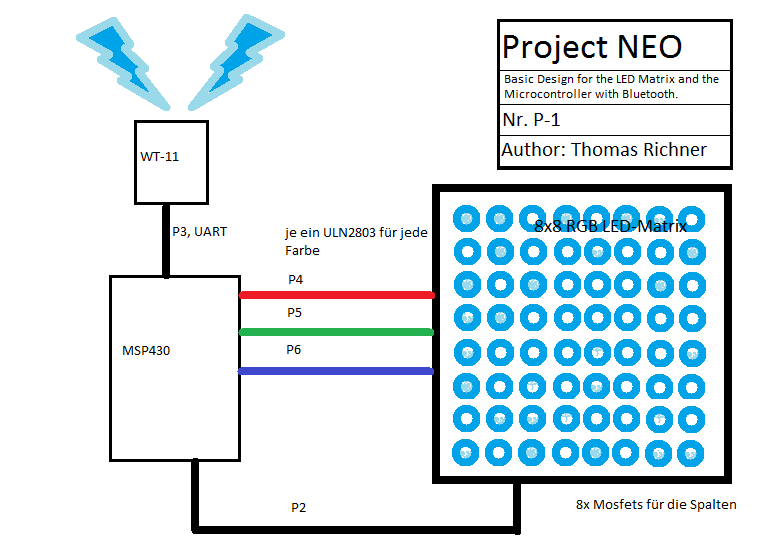 Project NEO
Basic Design for the LED Matrix and the
Microcontroller with Bluetooth.
Nr. P-1
Author: Thomas Richner
WT-11
P3, UART
je ein ULN2803 für jede
Farbe
8x8 RGB LED-Matrix
P4
P5
P6
MSP430
P2
8x Mosfets für die Spalten